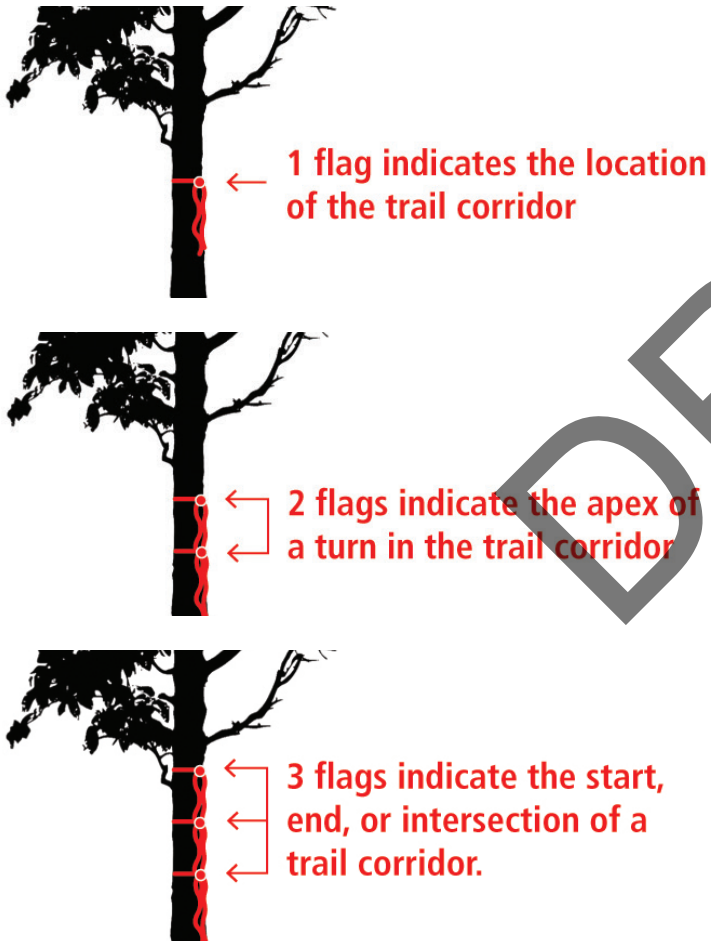 1 flag indicates the location
of the trail corridor
2 flags indicate the apex of
a turn in the trail corridor
3 flags indicate the start,
end, or intersection of a
trail corridor.